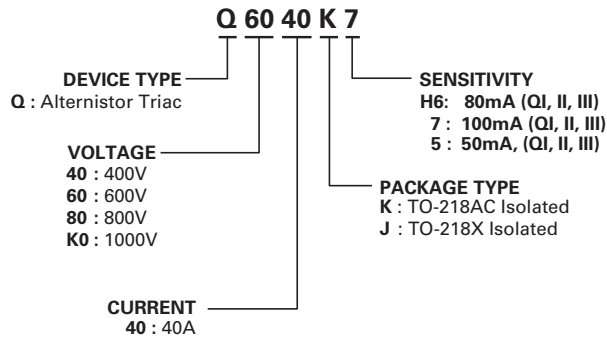 Q 60 40 K 7
DEVICE TYPE
Q : Alternistor Triac
VOLTAGE
40 : 400V
60 : 600V
80 : 800V
K0 : 1000V
CURRENT
40 : 40A
SENSITIVITY
H6: 80mA (QI, II, III)
7 : 100mA (QI, II, III)
5 : 50mA, (QI, II, III)
PACKAGE TYPE
K : TO-218AC Isolated
J : TO-218X Isolated